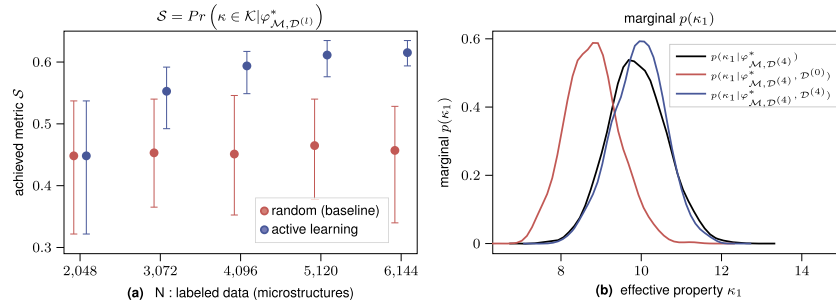 𝒮 = Pr(κ ∈ 𝒦|φ*_{ℳ,𝒟^{(l)}})
achieved metric 𝒮
0.6
0.5
0.4
0.3
random (baseline)
active learning
2,048 3,072 4,096 5,120 6,144
(a) N : labeled data (microstructures)
marginal p(κ₁)
marginal p(κ₁)
0.6
0.4
0.2
0
p(κ₁|φ*_{ℳ,𝒟^{(4)}})
p(κ₁|φ*_{ℳ,𝒟^{(4)}}, 𝒟^{(0)})
p(κ₁|φ*_{ℳ,𝒟^{(4)}}, 𝒟^{(4)})
8 10 12 14
(b) effective property κ₁